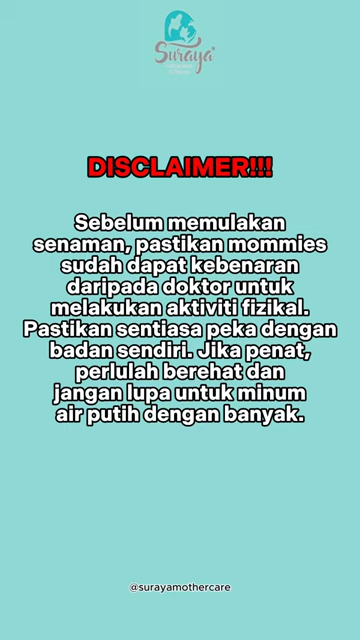 Suraya
DISCLAIMER!!!
Sebelum memulakan
senaman, pastikan mommies
sudah dapat kebenaran
daripada doktor untuk
melakukan aktiviti fizikal.
Pastikan sentiasa peka dengan
badan sendiri. Jika penat,
perlulah berehat dan
jangan lupa untuk minum
air putih dengan banyak.
@surayamothercare